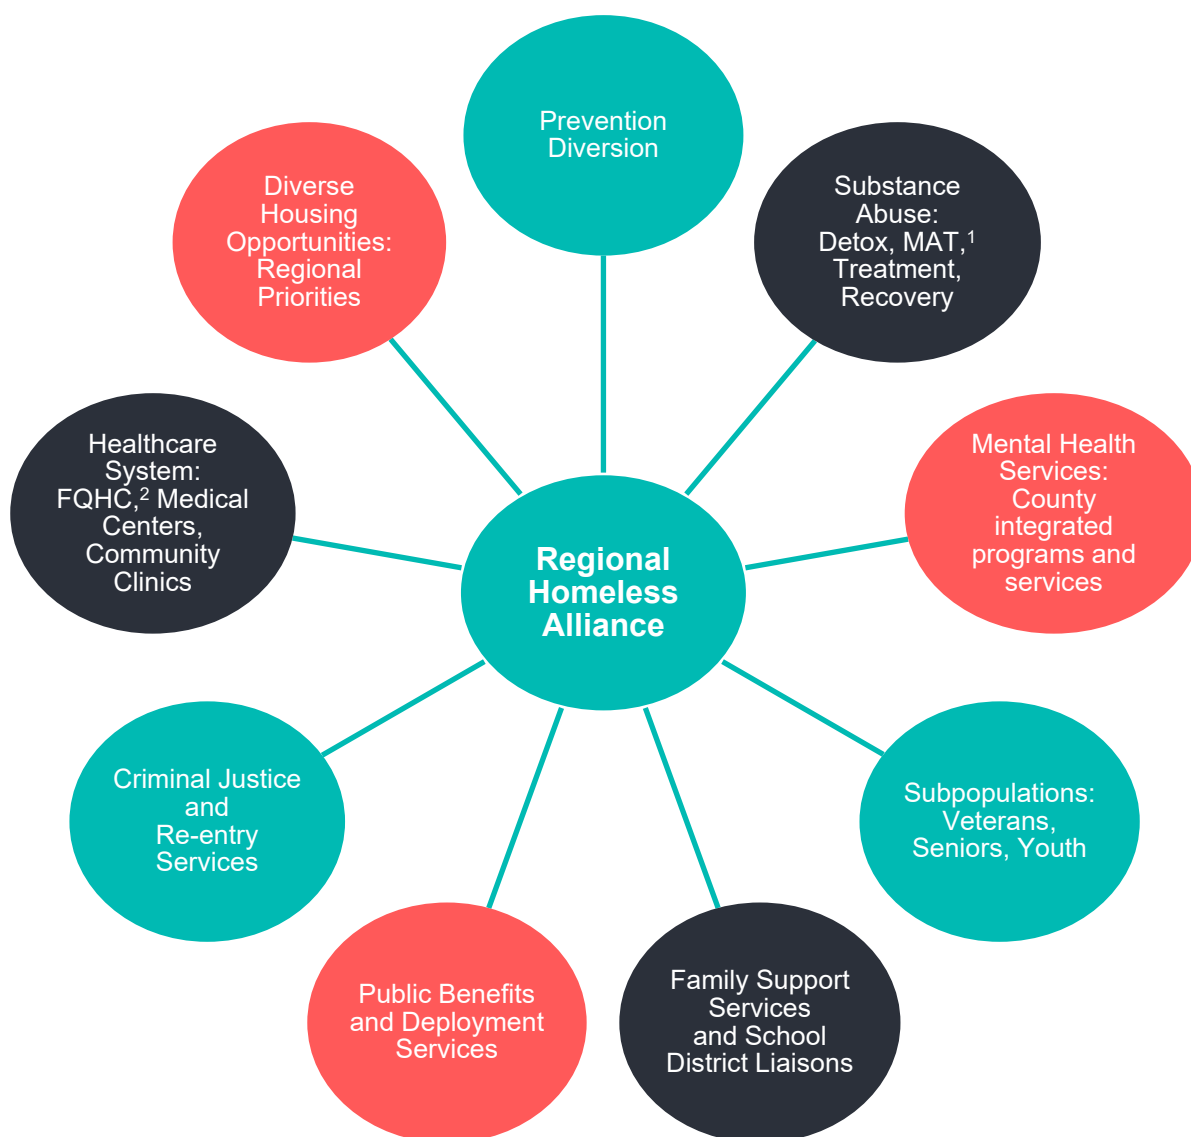 Prevention
Diversion
Substance
Abuse:
Detox, MAT,¹
Treatment,
Recovery
Mental Health
Services:
County
integrated
programs and
services
Subpopulations:
Veterans,
Seniors, Youth
Family Support
Services
and School
District Liaisons
Public Benefits
and Deployment
Services
Criminal Justice
and
Re-entry
Services
Healthcare
System:
FQHC,² Medical
Centers,
Community
Clinics
Diverse
Housing
Opportunities:
Regional
Priorities
Regional
Homeless
Alliance